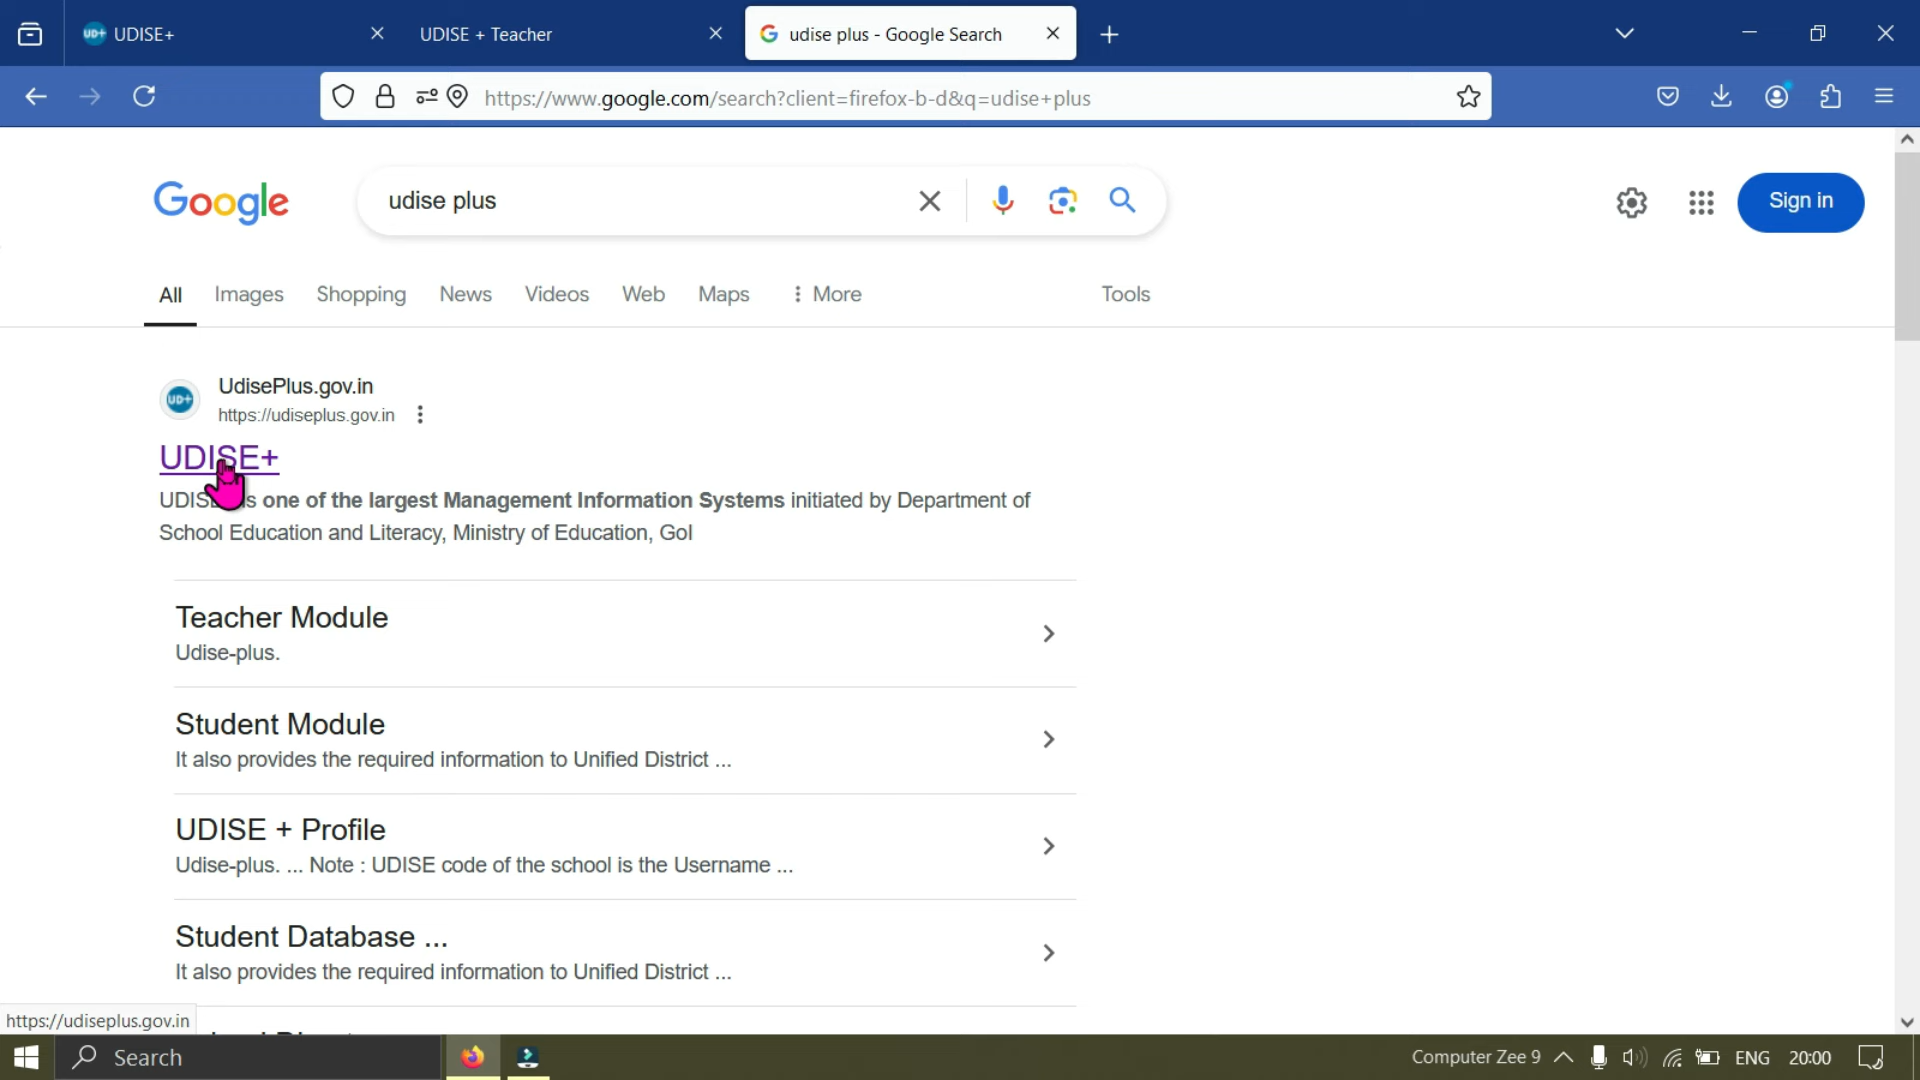 UD+ UDISE+
UDISE + Teacher
udise plus - Google Search
https://www.google.com/search?client=firefox-b-d&q=udise+plus
Google
udise plus
Sign in
All Images Shopping News Videos Web Maps More Tools
UD+
UdisePlus.gov.in
https://udiseplus.gov.in
UDISE+
one of the largest Management Information Systems initiated by Department of
School Education and Literacy, Ministry of Education, GoI
Teacher Module
Udise-plus.
Student Module
It also provides the required information to Unified District ...
UDISE + Profile
Udise-plus. ... Note : UDISE code of the school is the Username ...
Student Database ...
It also provides the required information to Unified District ...
https://udiseplus.gov.in
Search
Computer Zee 9
ENG
20:00